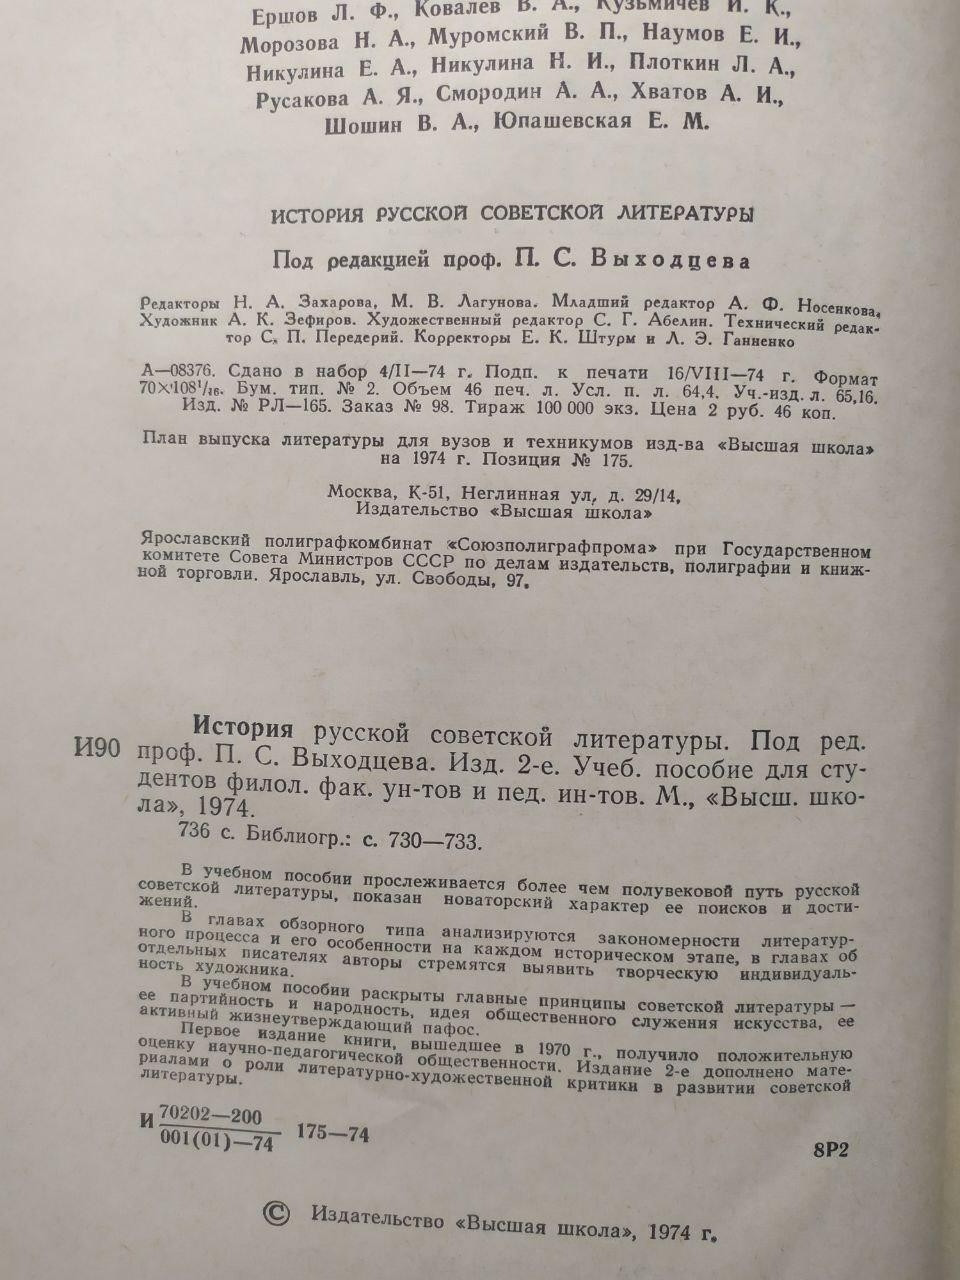 Ершов Л. Ф., Ковалев В. А., Кузьмичев И. К.,
Морозова Н. А., Муромский В. П., Наумов Е. И.,
Никулина Е. А., Никулина Н. И., Плоткин Л. А.,
Русакова А. Я., Смородин А. А., Хватов А. И.,
Шошин В. А., Юпашевская Е. М.
ИСТОРИЯ РУССКОЙ СОВЕТСКОЙ ЛИТЕРАТУРЫ
Под редакцией проф. П. С. Выходцева
Редакторы Н. А. Захарова, М. В. Лагунова. Младший редактор А. Ф. Носенкова,
Художник А. К. Зефиров. Художественный редактор С. Г. Абелин. Технический редак-
тор С. П. Передерий. Корректоры Е. К. Штурм и Л. Э. Ганненко
А—08376. Сдано в набор 4/II—74 г. Подп. к печати 16/VIII—74 г. Формат
70×108¹/₁₆. Бум. тип. № 2. Объем 46 печ. л. Усл. п. л. 64,4. Уч.-изд. л. 65,16.
Изд. № РЛ—165. Заказ № 98. Тираж 100 000 экз. Цена 2 руб. 46 коп.
План выпуска литературы для вузов и техникумов изд-ва «Высшая школа»
на 1974 г. Позиция № 175.
Москва, К-51, Неглинная ул, д. 29/14,
Издательство «Высшая школа»
Ярославский полиграфкомбинат «Союзполиграфпрома» при Государственном
комитете Совета Министров СССР по делам издательств, полиграфии и книж-
ной торговли. Ярославль, ул. Свободы, 97.
История русской советской литературы. Под ред.
И90 проф. П. С. Выходцева. Изд. 2-е. Учеб. пособие для сту-
дентов филол. фак. ун-тов и пед. ин-тов. М., «Высш. шко-
ла», 1974.
736 с. Библиогр.: с. 730—733.
В учебном пособии прослеживается более чем полувековой путь русской
советской литературы, показан новаторский характер ее поисков и дости-
жений.
В главах обзорного типа анализируются закономерности литератур-
ного процесса и его особенности на каждом историческом этапе, в главах об
отдельных писателях авторы стремятся выявить творческую индивидуаль-
ность художника.
В учебном пособии раскрыты главные принципы советской литературы —
ее партийность и народность, идея общественного служения искусства, ее
активный жизнеутверждающий пафос.
Первое издание книги, вышедшее в 1970 г., получило положительную
оценку научно-педагогической общественности. Издание 2-е дополнено мате-
риалами о роли литературно-художественной критики в развитии советской
литературы.
И 70202—200
001(01)—74 175—74
8Р2
© Издательство «Высшая школа», 1974 г.